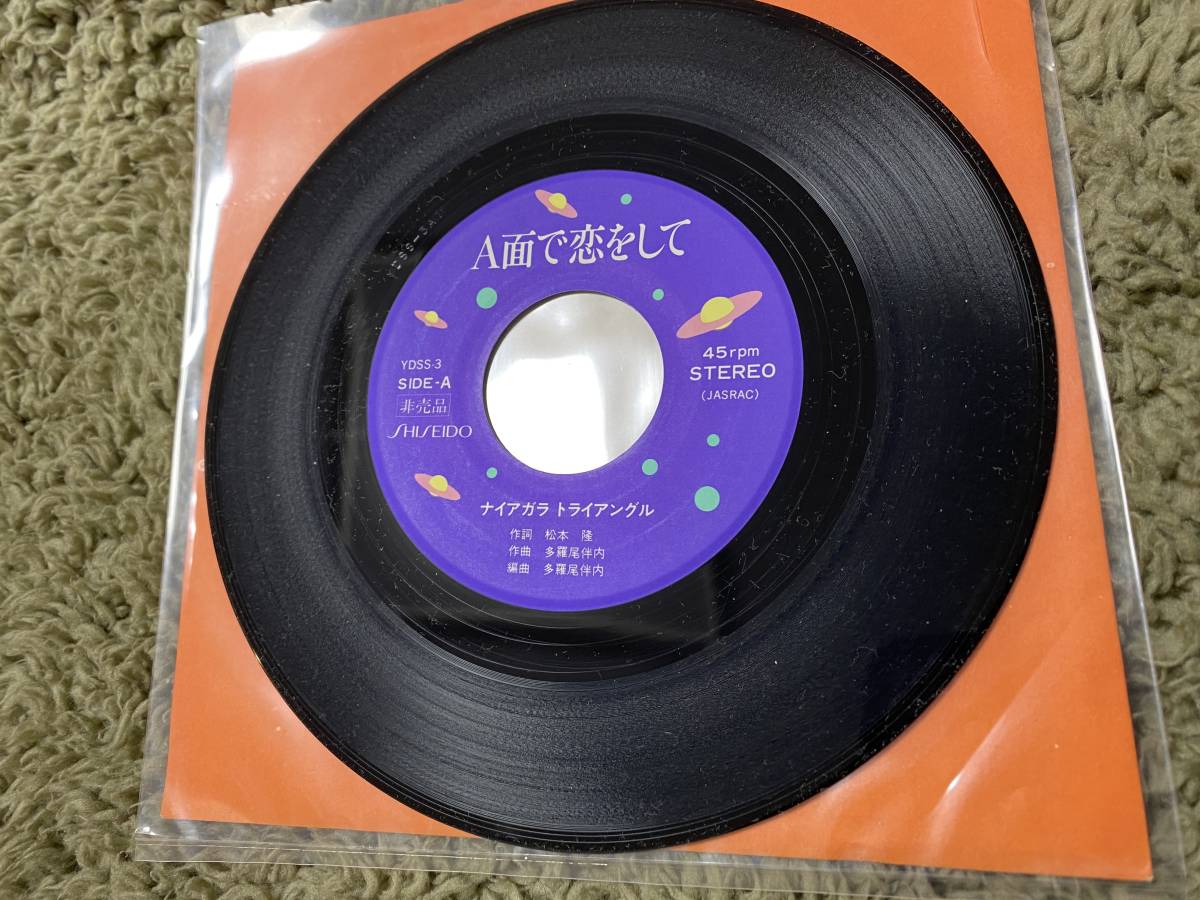 A面で恋をして
YDSS-3
SIDE-A
非売品
SHISEIDO
45rpm
STEREO
(JASRAC)
ナイアガラ トライアングル
作詞 松本 隆
作曲 多羅尾伴内
編曲 多羅尾伴内